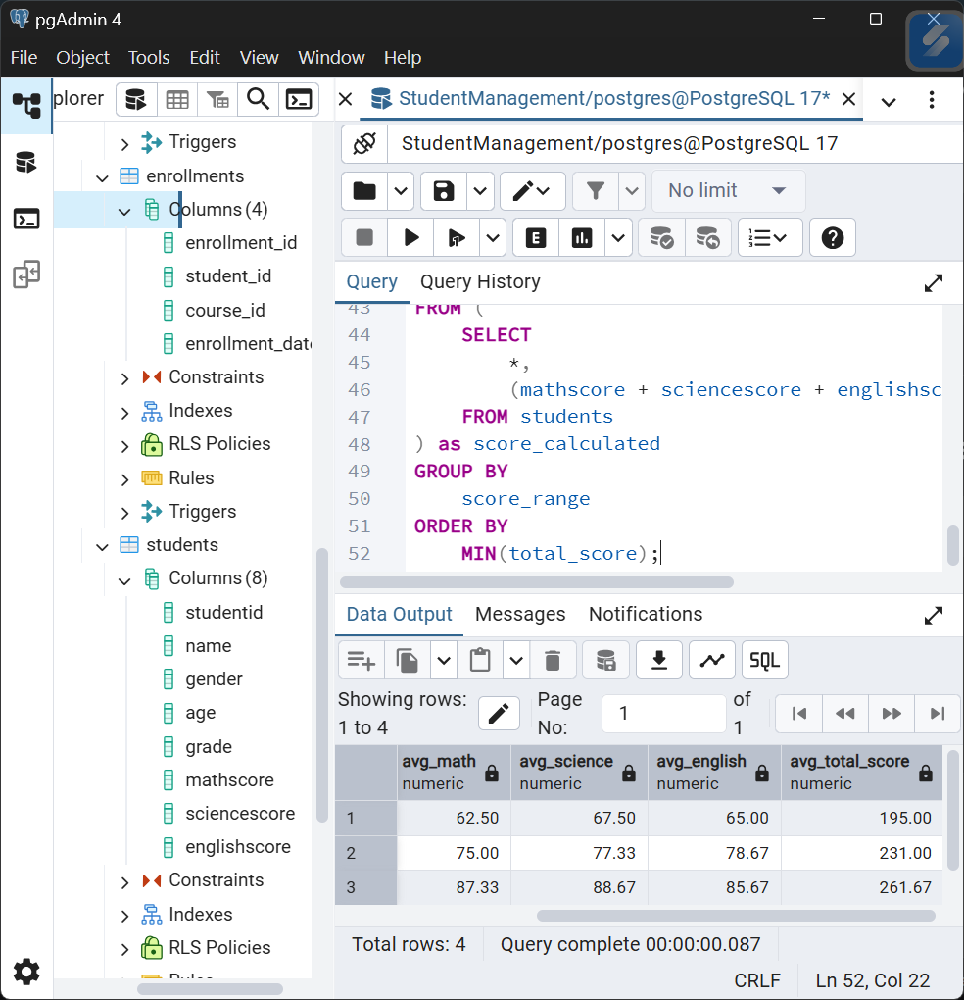 pgAdmin 4
File Object Tools Edit View Window Help
plorer
StudentManagement/postgres@PostgreSQL 17*
Triggers
enrollments
Columns (4)
enrollment_id
student_id
course_id
enrollment_date
Constraints
Indexes
RLS Policies
Rules
Triggers
students
Columns (8)
studentid
name
gender
age
grade
mathscore
sciencescore
englishscore
Constraints
Indexes
RLS Policies
StudentManagement/postgres@PostgreSQL 17
No limit
E
Query Query History
43 FROM (
44 SELECT
45 *,
46 (mathscore + sciencescore + englishsc
47 FROM students
48 ) as score_calculated
49 GROUP BY
50 score_range
51 ORDER BY
52 MIN(total_score);
Data Output Messages Notifications
SQL
Showing rows: 1 to 4
Page No: 1 of 1
avg_math avg_science avg_english avg_total_score
numeric numeric numeric numeric
1 62.50 67.50 65.00 195.00
2 75.00 77.33 78.67 231.00
3 87.33 88.67 85.67 261.67
Total rows: 4 Query complete 00:00:00.087
CRLF Ln 52, Col 22